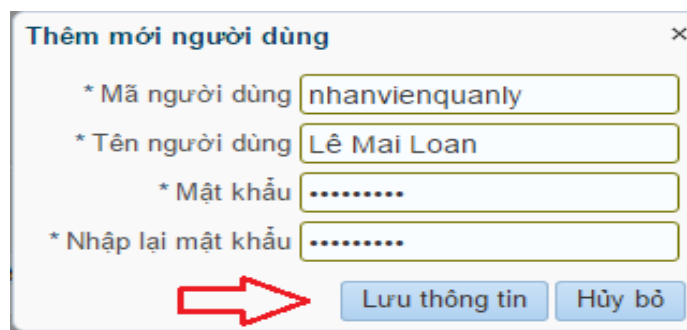 Thêm mới người dùng ×
* Mã người dùng nhanvienquanly
* Tên người dùng Lê Mai Loan
* Mật khẩu •••••••••
* Nhập lại mật khẩu •••••••••
Lưu thông tin Hủy bỏ